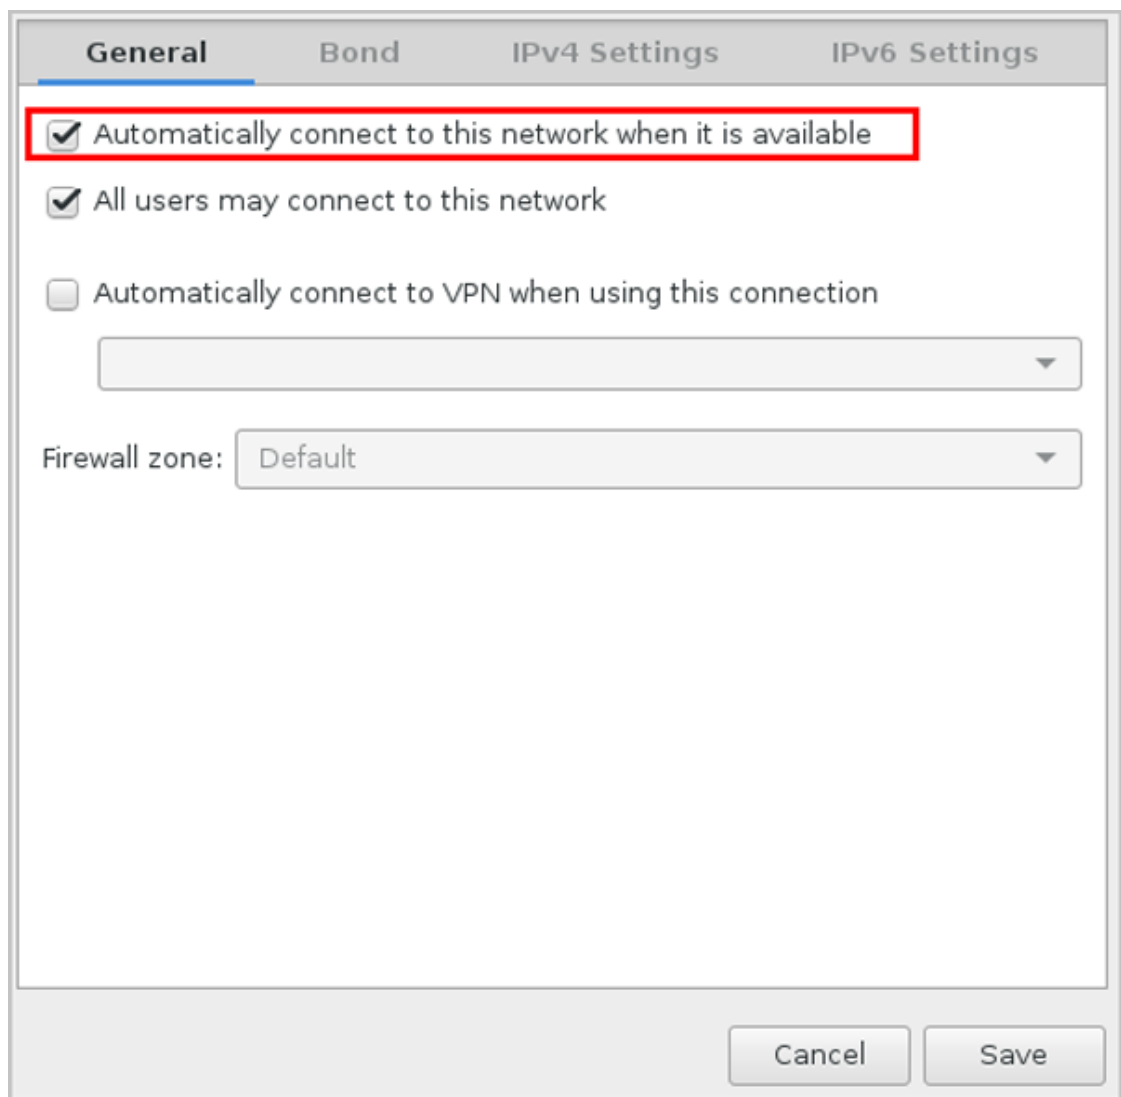 General Bond IPv4 Settings IPv6 Settings
Automatically connect to this network when it is available
All users may connect to this network
Automatically connect to VPN when using this connection
Firewall zone: Default
Cancel Save